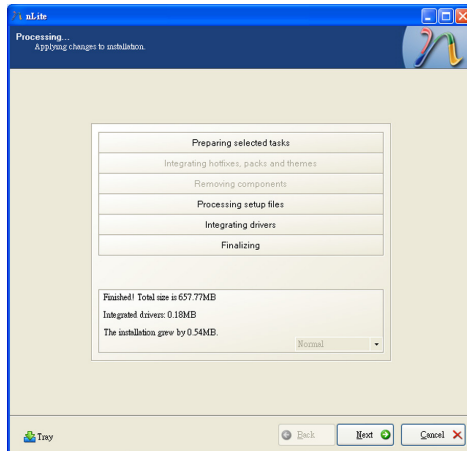 nLite
Processing...
Applying changes to installation.
Preparing selected tasks
Integrating hotfixes, packs and themes
Removing components
Processing setup files
Integrating drivers
Finalizing
Finished! Total size is 657.77MB
Integrated drivers: 0.18MB
The installation grew by 0.54MB.
Normal
Tray
Back
Next
Cancel